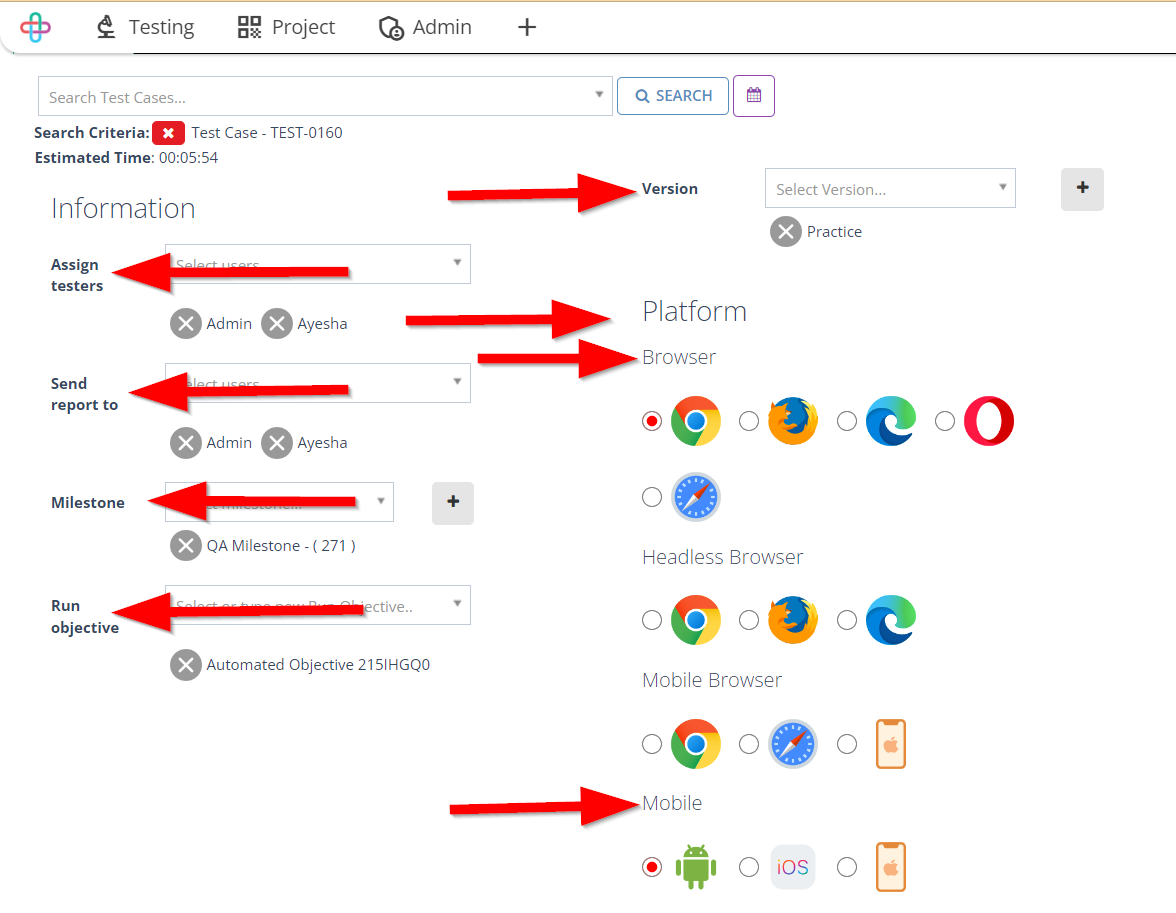 Testing
Project
Admin
Search Test Cases...
SEARCH
Search Criteria: Test Case - TEST-0160
Estimated Time: 00:05:54
Information
Assign
testers
Select users
Admin
Ayesha
Send
report to
Select users
Admin
Ayesha
Milestone
QA Milestone - ( 271 )
Run
objective
Select or type new Run Objective..
Automated Objective 215IHGQ0
Version
Select Version...
Practice
Platform
Browser
Headless Browser
Mobile Browser
Mobile
iOS